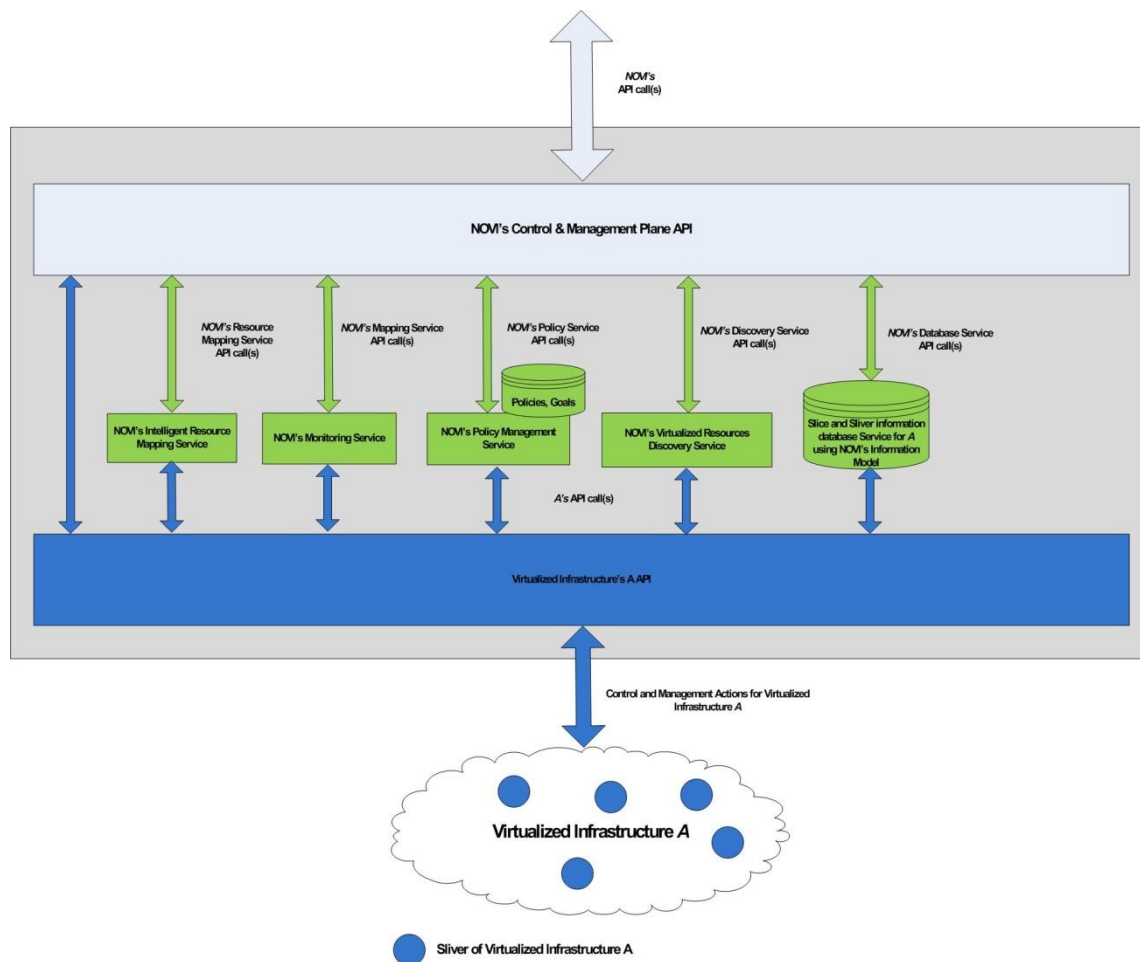 NOVI's
API call(s)
NOVI's Control & Management Plane API
NOVI's Resource
Mapping Service
API call(s)
NOVI's Mapping Service
API call(s)
NOVI's Policy Service
API call(s)
NOVI's Discovery Service
API call(s)
NOVI's Database Service
API call(s)
Policies, Goals
NOVI's Intelligent Resource
Mapping Service
NOVI's Monitoring Service
NOVI's Policy Management
Service
NOVI's Virtualized Resources
Discovery Service
Slice and Sliver information
database Service for A
using NOVI's Information
Model
A's API call(s)
Virtualized Infrastructure's A API
Control and Management Actions for Virtualized
Infrastructure A
Virtualized Infrastructure A
Sliver of Virtualized Infrastructure A